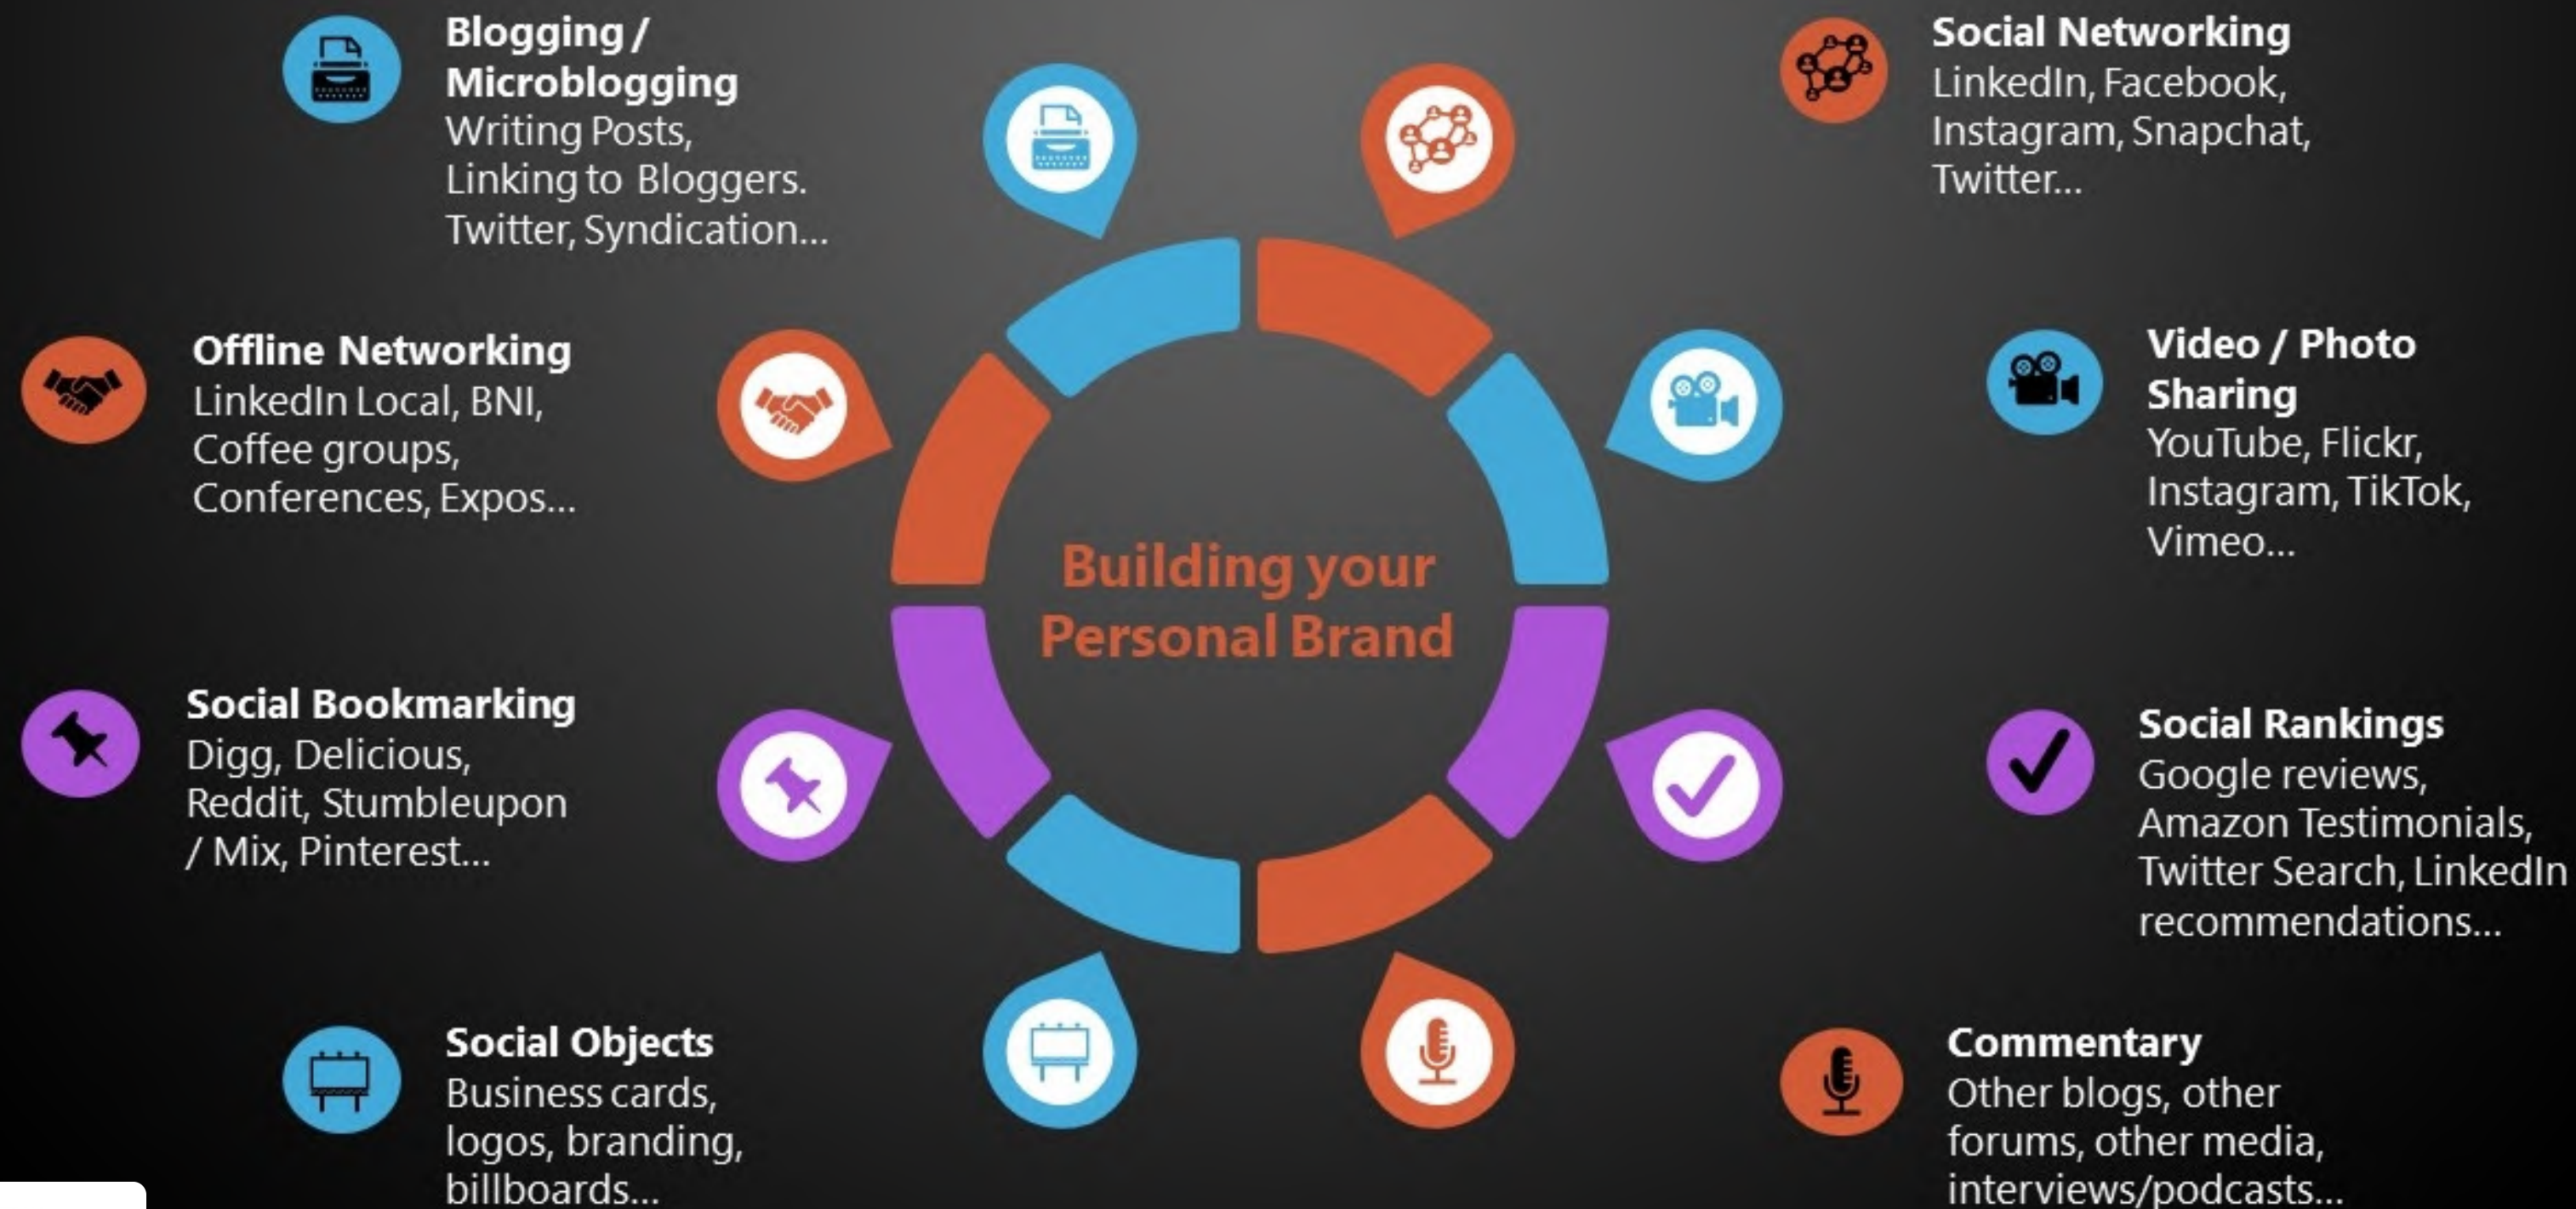 Blogging /
Microblogging
Writing Posts,
Linking to Bloggers.
Twitter, Syndication...
Social Networking
LinkedIn, Facebook,
Instagram, Snapchat,
Twitter...
Offline Networking
LinkedIn Local, BNI,
Coffee groups,
Conferences, Expos...
Video / Photo
Sharing
YouTube, Flickr,
Instagram, TikTok,
Vimeo...
Building your
Personal Brand
Social Bookmarking
Digg, Delicious,
Reddit, Stumbleupon
/ Mix, Pinterest...
Social Rankings
Google reviews,
Amazon Testimonials,
Twitter Search, LinkedIn
recommendations...
Social Objects
Business cards,
logos, branding,
billboards...
Commentary
Other blogs, other
forums, other media,
interviews/podcasts...